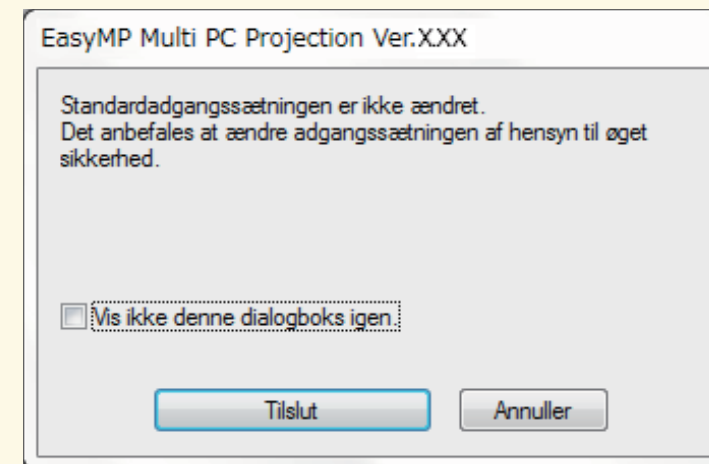 EasyMP Multi PC Projection Ver.XXX
Standardadgangssætningen er ikke ændret.
Det anbefales at ændre adgangssætningen af hensyn til øget
sikkerhed.
Vis ikke denne dialogboks igen.
Tilslut
Annuller